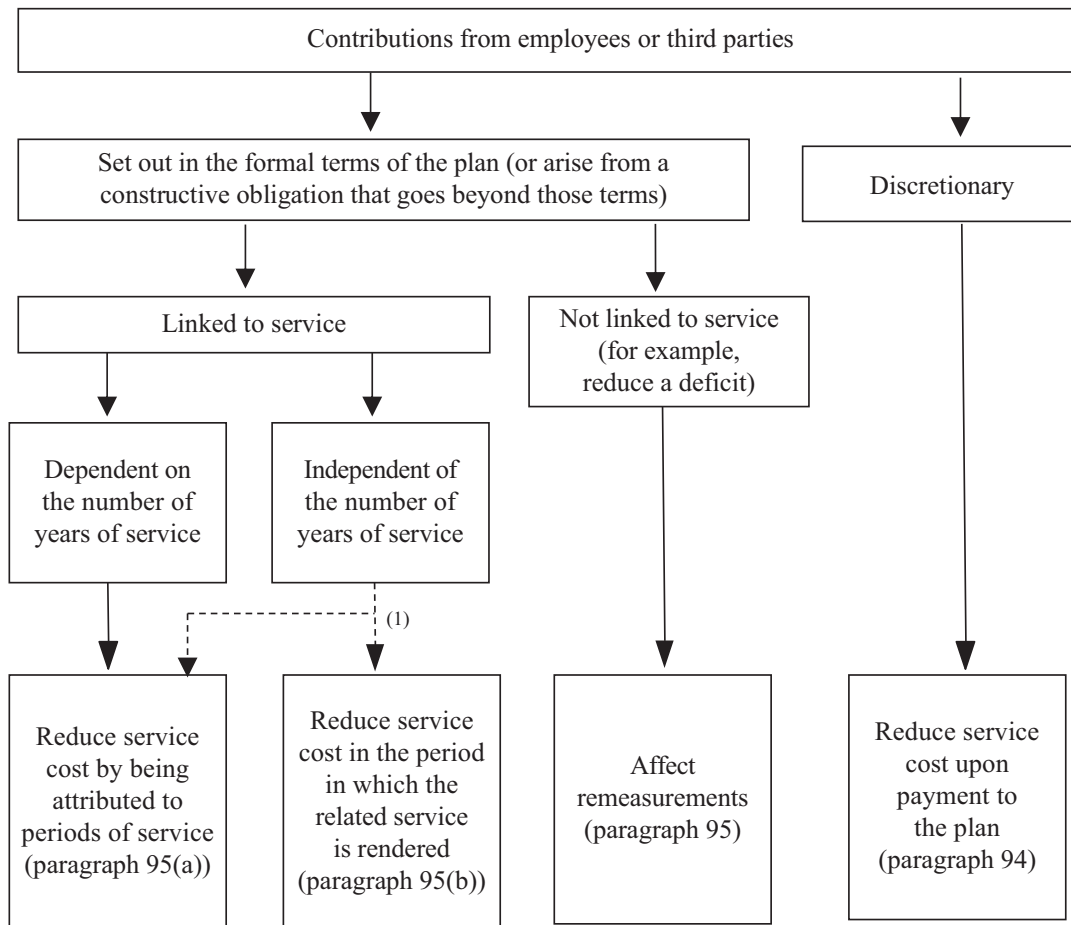 Contributions from employees or third parties
Set out in the formal terms of the plan (or arise from a
constructive obligation that goes beyond those terms)
Discretionary
Linked to service
Not linked to service
(for example,
reduce a deficit)
Dependent on
the number of
years of service
Independent of
the number of
years of service
(1)
Reduce service
cost by being
attributed to
periods of service
(paragraph 95(a))
Reduce service
cost in the period
in which the
related service
is rendered
(paragraph 95(b))
Affect
remeasurements
(paragraph 95)
Reduce service
cost upon
payment to
the plan
(paragraph 94)